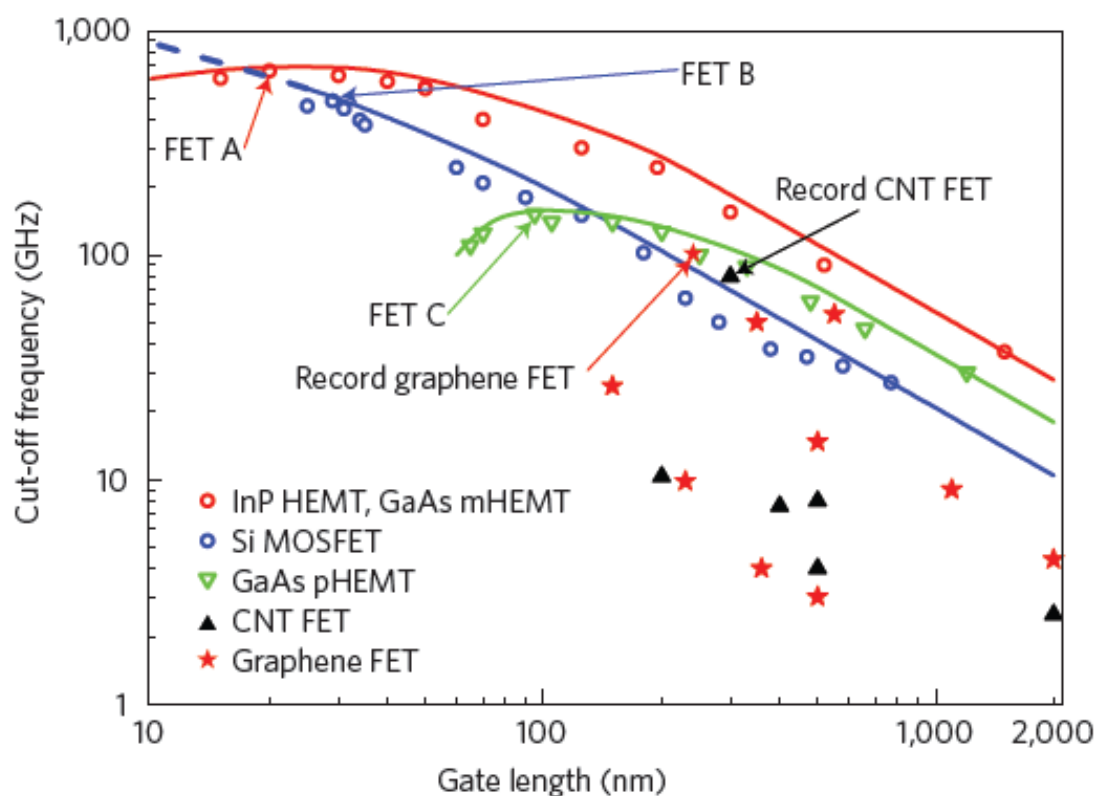 1,000
FET B
FET A
Record CNT FET
100
FET C
Record graphene FET
Cut-off frequency (GHz)
10
InP HEMT, GaAs mHEMT
Si MOSFET
GaAs pHEMT
CNT FET
Graphene FET
1
10
100
1,000
2,000
Gate length (nm)